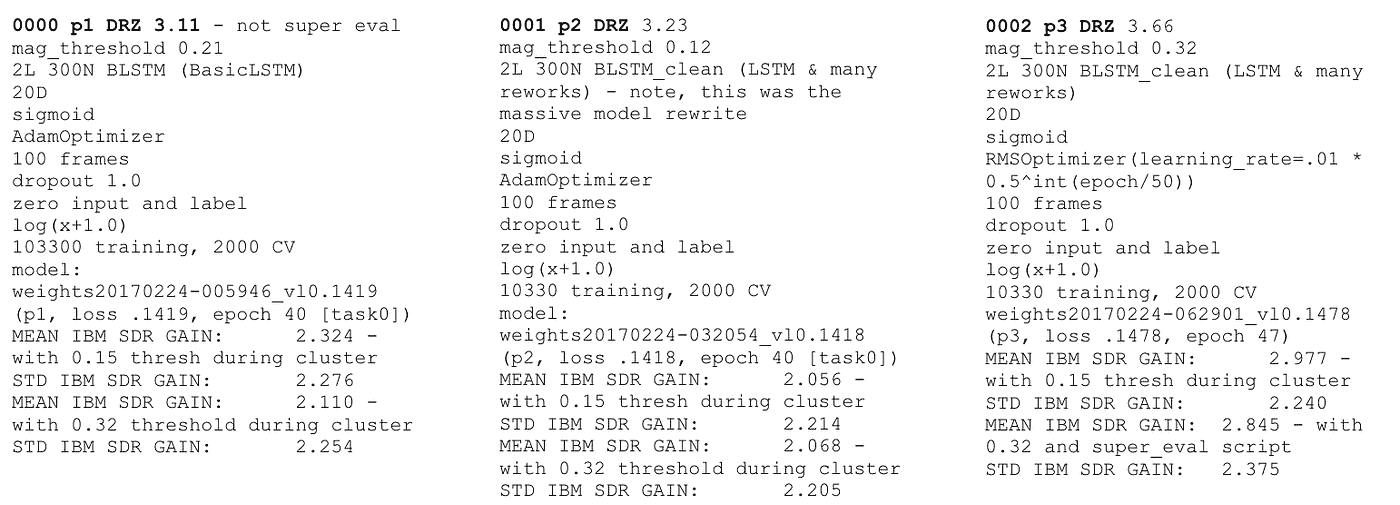 0000 p1 DRZ 3.11 - not super eval
mag_threshold 0.21
2L 300N BLSTM (BasicLSTM)
20D
sigmoid
AdamOptimizer
100 frames
dropout 1.0
zero input and label
log(x+1.0)
103300 training, 2000 CV
model:
weights20170224-005946_vl0.1419
(p1, loss .1419, epoch 40 [task0])
MEAN IBM SDR GAIN: 2.324 -
with 0.15 thresh during cluster
STD IBM SDR GAIN: 2.276
MEAN IBM SDR GAIN: 2.110 -
with 0.32 threshold during cluster
STD IBM SDR GAIN: 2.254
0001 p2 DRZ 3.23
mag_threshold 0.12
2L 300N BLSTM_clean (LSTM & many
reworks) - note, this was the
massive model rewrite
20D
sigmoid
AdamOptimizer
100 frames
dropout 1.0
zero input and label
log(x+1.0)
10330 training, 2000 CV
model:
weights20170224-032054_vl0.1418
(p2, loss .1418, epoch 40 [task0])
MEAN IBM SDR GAIN: 2.056 -
with 0.15 thresh during cluster
STD IBM SDR GAIN: 2.214
MEAN IBM SDR GAIN: 2.068 -
with 0.32 threshold during cluster
STD IBM SDR GAIN: 2.205
0002 p3 DRZ 3.66
mag_threshold 0.32
2L 300N BLSTM_clean (LSTM & many
reworks)
20D
sigmoid
RMSOptimizer(learning_rate=.01 *
0.5^int(epoch/50))
100 frames
dropout 1.0
zero input and label
log(x+1.0)
10330 training, 2000 CV
weights20170224-062901_vl0.1478
(p3, loss .1478, epoch 47)
MEAN IBM SDR GAIN: 2.977 -
with 0.15 thresh during cluster
STD IBM SDR GAIN: 2.240
MEAN IBM SDR GAIN: 2.845 - with
0.32 and super_eval script
STD IBM SDR GAIN: 2.375